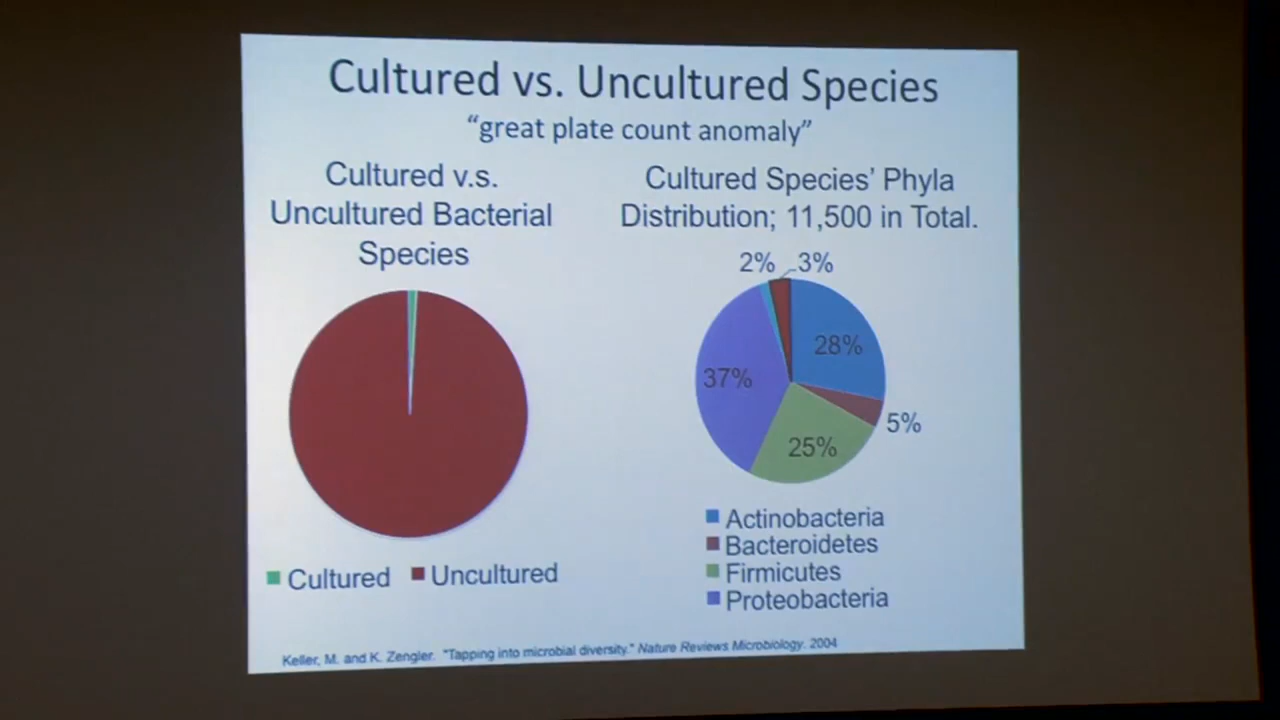 Cultured vs. Uncultured Species
“great plate count anomaly”
Cultured v.s.
Uncultured Bacterial
Species
Cultured
Uncultured
Cultured Species’ Phyla
Distribution; 11,500 in Total.
2%
3%
28%
37%
5%
25%
Actinobacteria
Bacteroidetes
Firmicutes
Proteobacteria
Keller, M. and K. Zengler. "Tapping into microbial diversity." Nature Reviews Microbiology. 2004